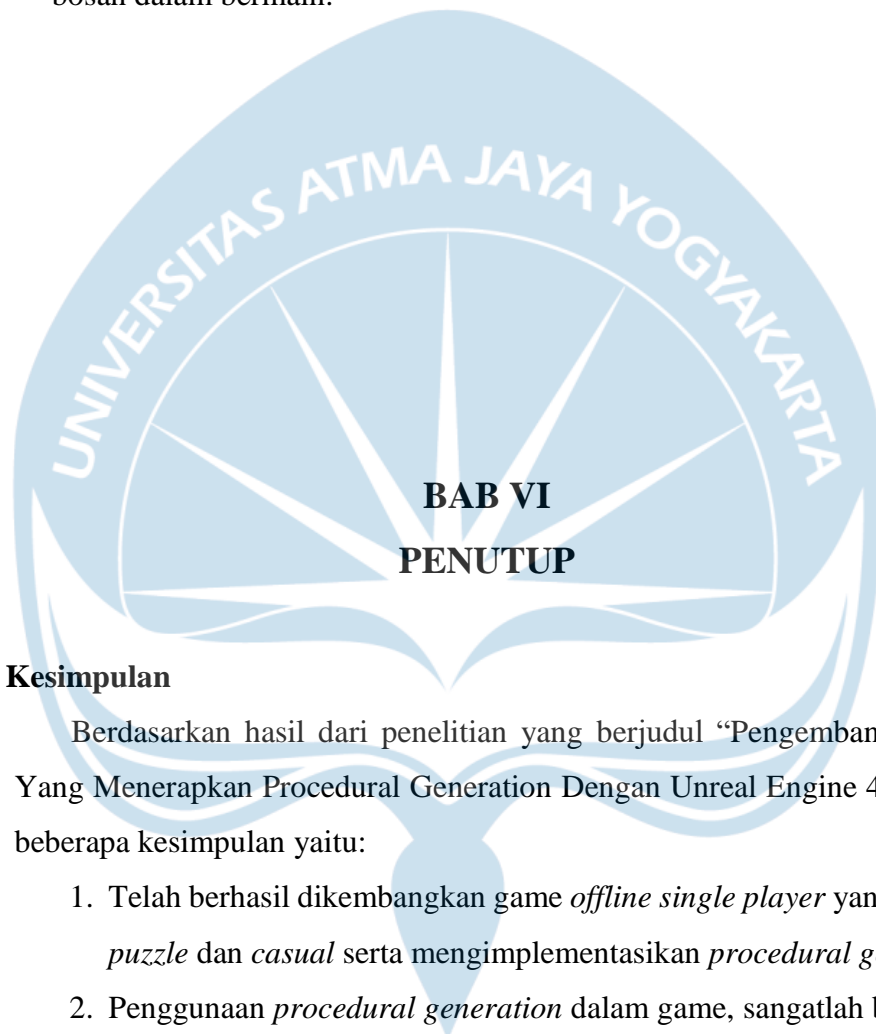 bosan dalam bermain.
UNIVERSITAS ATMA JAYA YOGYAKARTA
BAB VI
PENUTUP
Kesimpulan
Berdasarkan hasil dari penelitian yang berjudul “Pengemban
Yang Menerapkan Procedural Generation Dengan Unreal Engine 4
beberapa kesimpulan yaitu:
1. Telah berhasil dikembangkan game offline single player yan
puzzle dan casual serta mengimplementasikan procedural g
2. Penggunaan procedural generation dalam game, sangatlah b